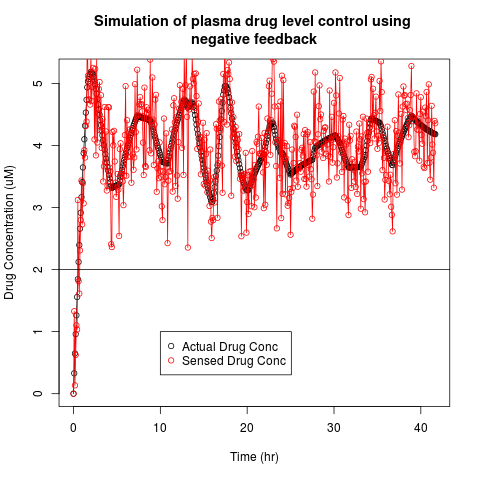 Simulation of plasma drug level control using
negative feedback
Drug Concentration (uM)
5
4
3
2
1
0
Actual Drug Conc
Sensed Drug Conc
0 10 20 30 40
Time (hr)